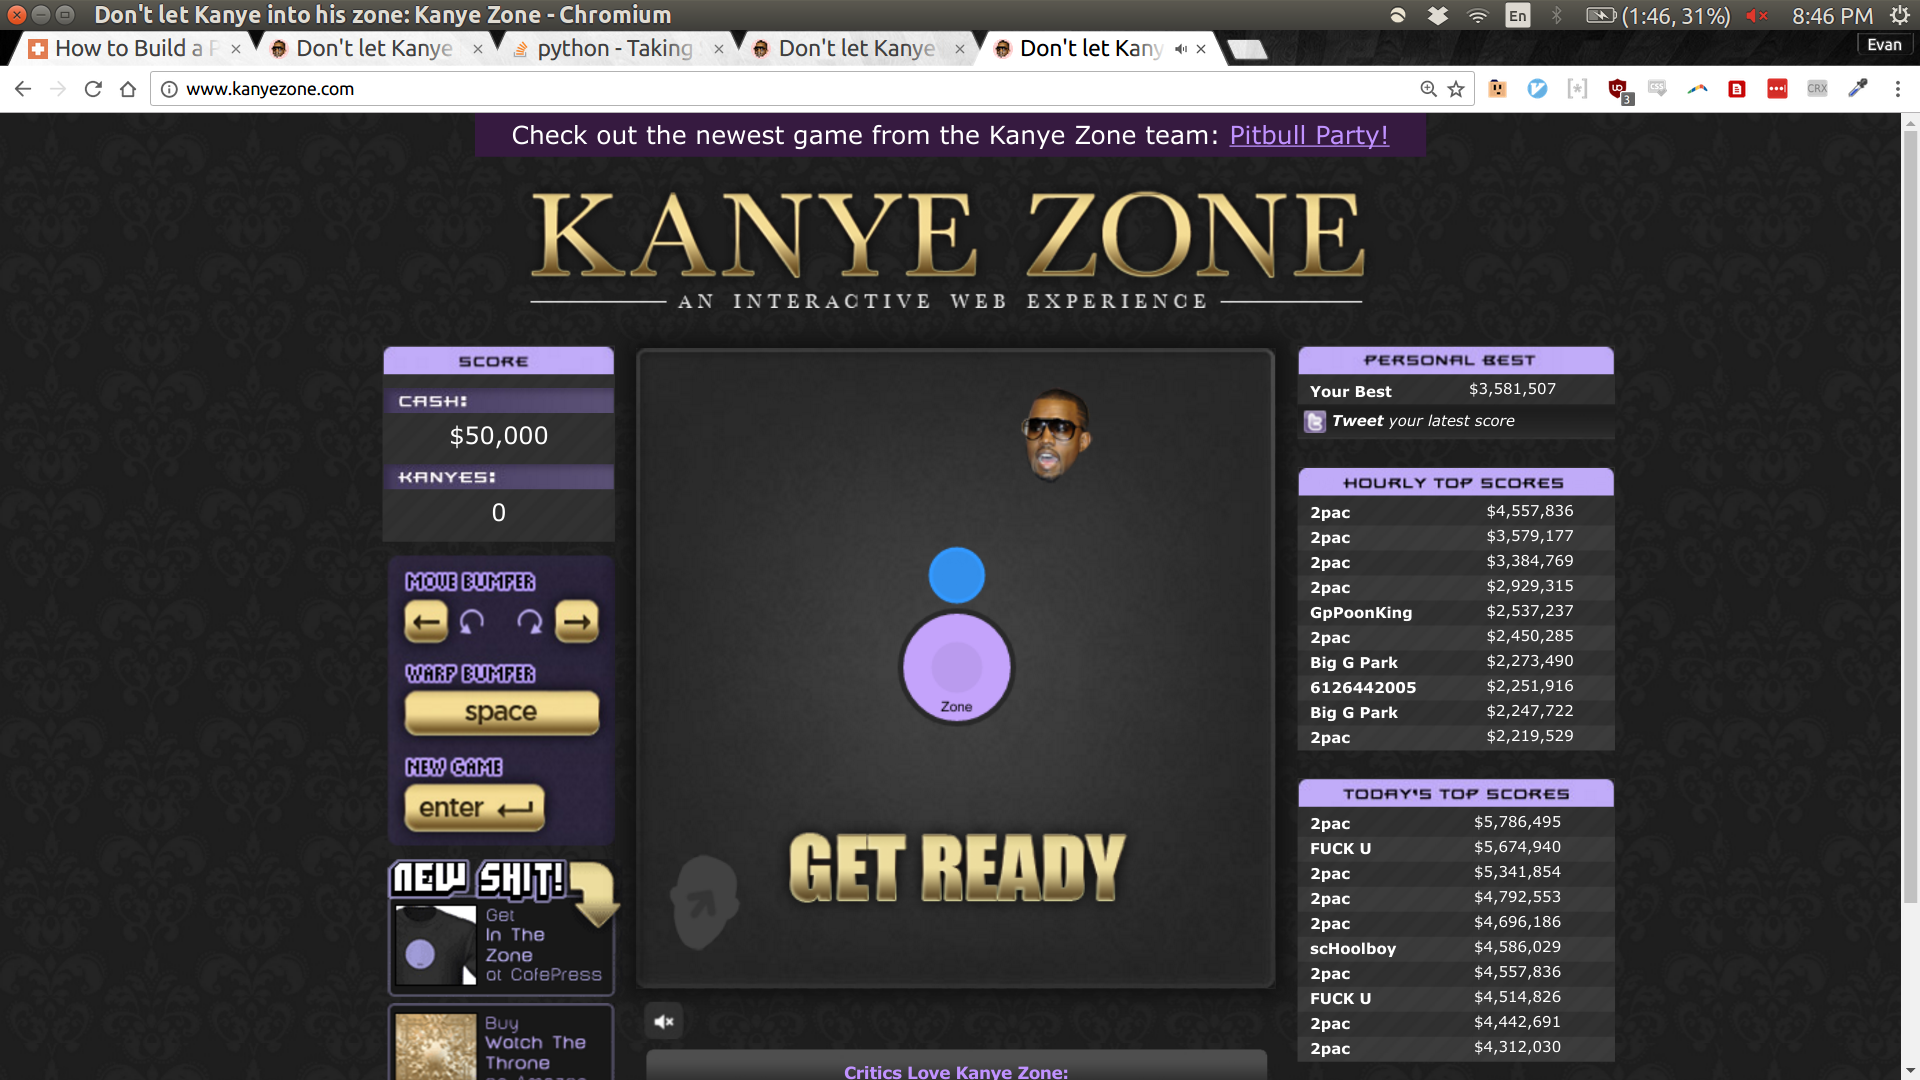 Don't let Kanye into his zone: Kanye Zone - Chromium
En
(1:46, 31%)
8:46 PM
How to Build a P
Don't let Kanye
python - Taking
Don't let Kanye
Don't let Kany
Evan
www.kanyezone.com
3
CSS
CRX
Check out the newest game from the Kanye Zone team: Pitbull Party!
KANYE ZONE
AN INTERACTIVE WEB EXPERIENCE
SCORE
CASH:
$50,000
KANYES:
0
MOVE BUMPER
WARP BUMPER
space
NEW GAME
enter
NEW SHIT!
Get
In The
Zone
at CafePress
Buy
Watch The
Throne
on Amazon
Zone
GET READY
Critics Love Kanye Zone:
PERSONAL BEST
Your Best $3,581,507
Tweet your latest score
HOURLY TOP SCORES
2pac $4,557,836
2pac $3,579,177
2pac $3,384,769
2pac $2,929,315
GpPoonKing $2,537,237
2pac $2,450,285
Big G Park $2,273,490
6126442005 $2,251,916
Big G Park $2,247,722
2pac $2,219,529
TODAY'S TOP SCORES
2pac $5,786,495
FUCK U $5,674,940
2pac $5,341,854
2pac $4,792,553
2pac $4,696,186
scHoolboy $4,586,029
2pac $4,557,836
FUCK U $4,514,826
2pac $4,442,691
2pac $4,312,030